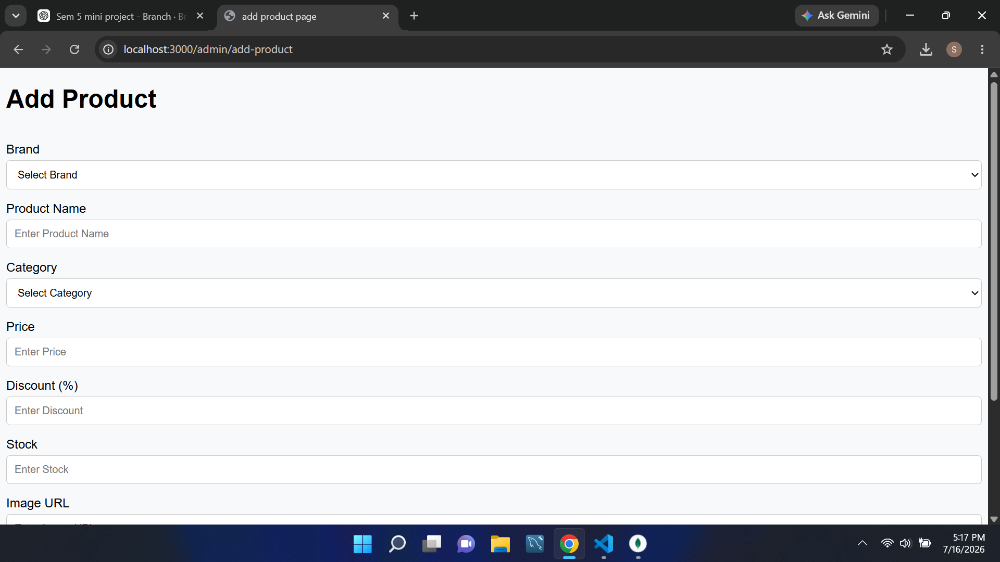 Sem 5 mini project - Branch · Br
add product page
Ask Gemini
localhost:3000/admin/add-product
S
Add Product
Brand
Select Brand
Product Name
Enter Product Name
Category
Select Category
Price
Enter Price
Discount (%)
Enter Discount
Stock
Enter Stock
Image URL
5:17 PM
7/16/2026